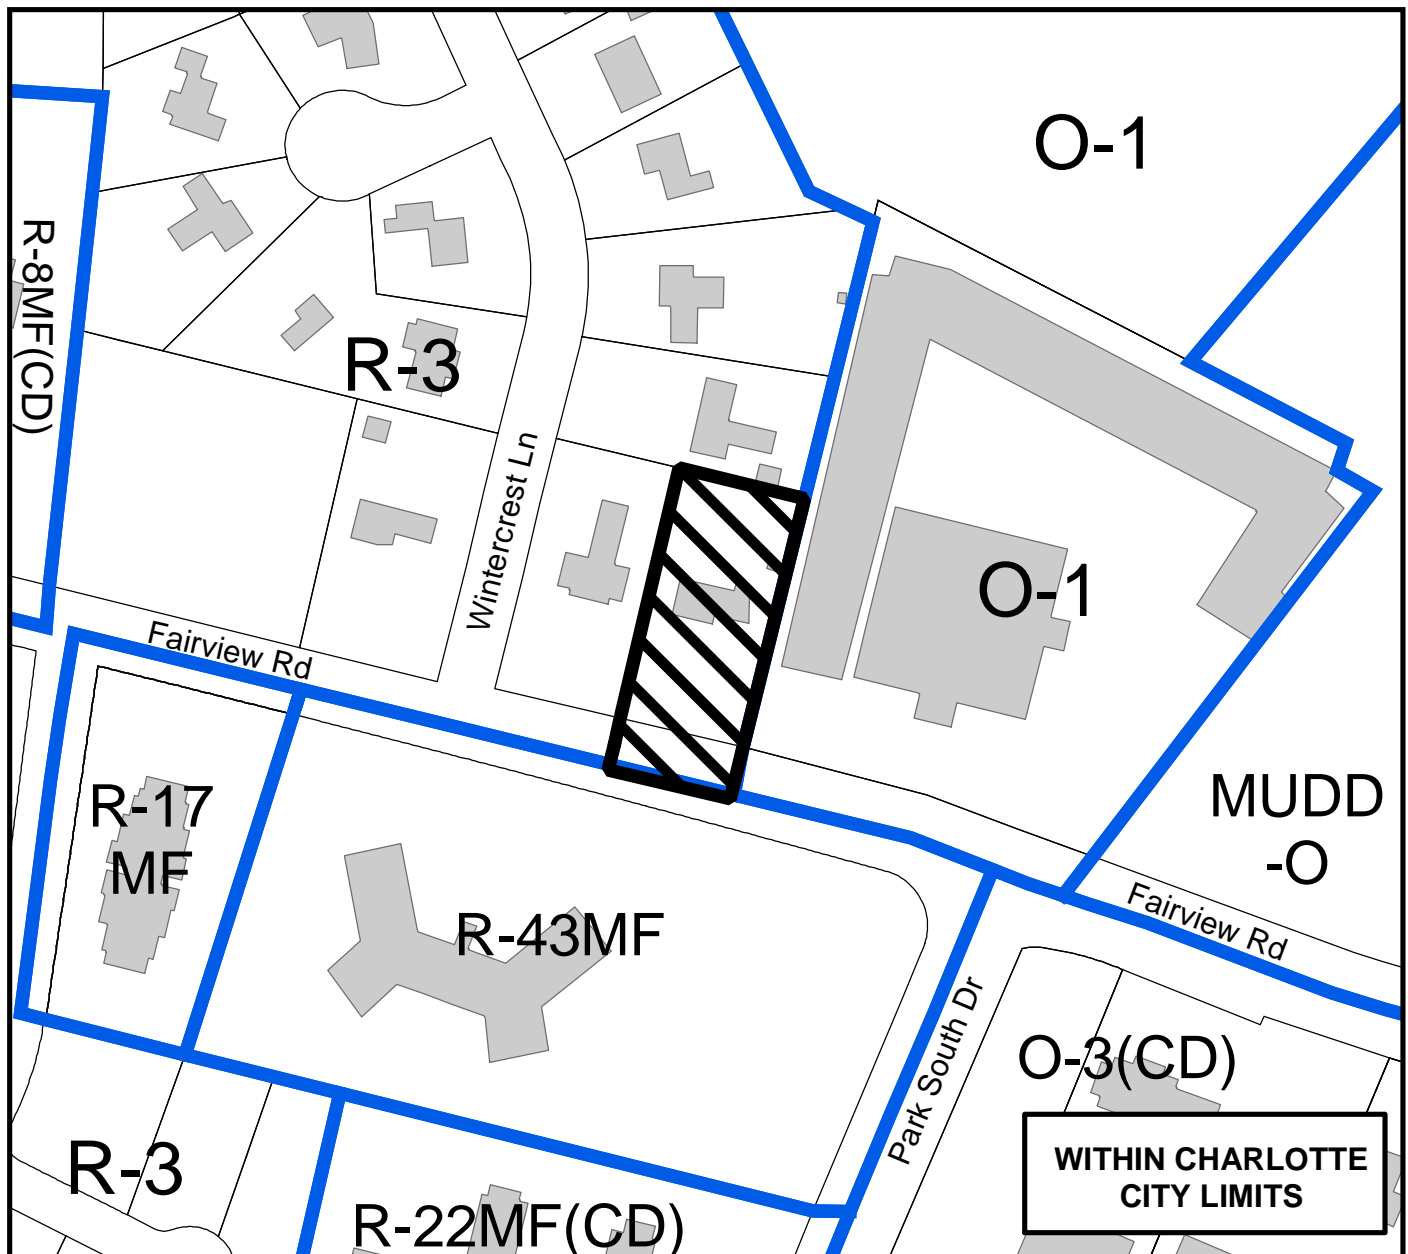 O-1
R-8MF(CD)
R-3
Wintercrest Ln
O-1
Fairview Rd
R-17
MF
MUDD
-O
R-43MF
Fairview Rd
Park South Dr
O-3(CD)
R-3
WITHIN CHARLOTTE
CITY LIMITS
R-22MF(CD)